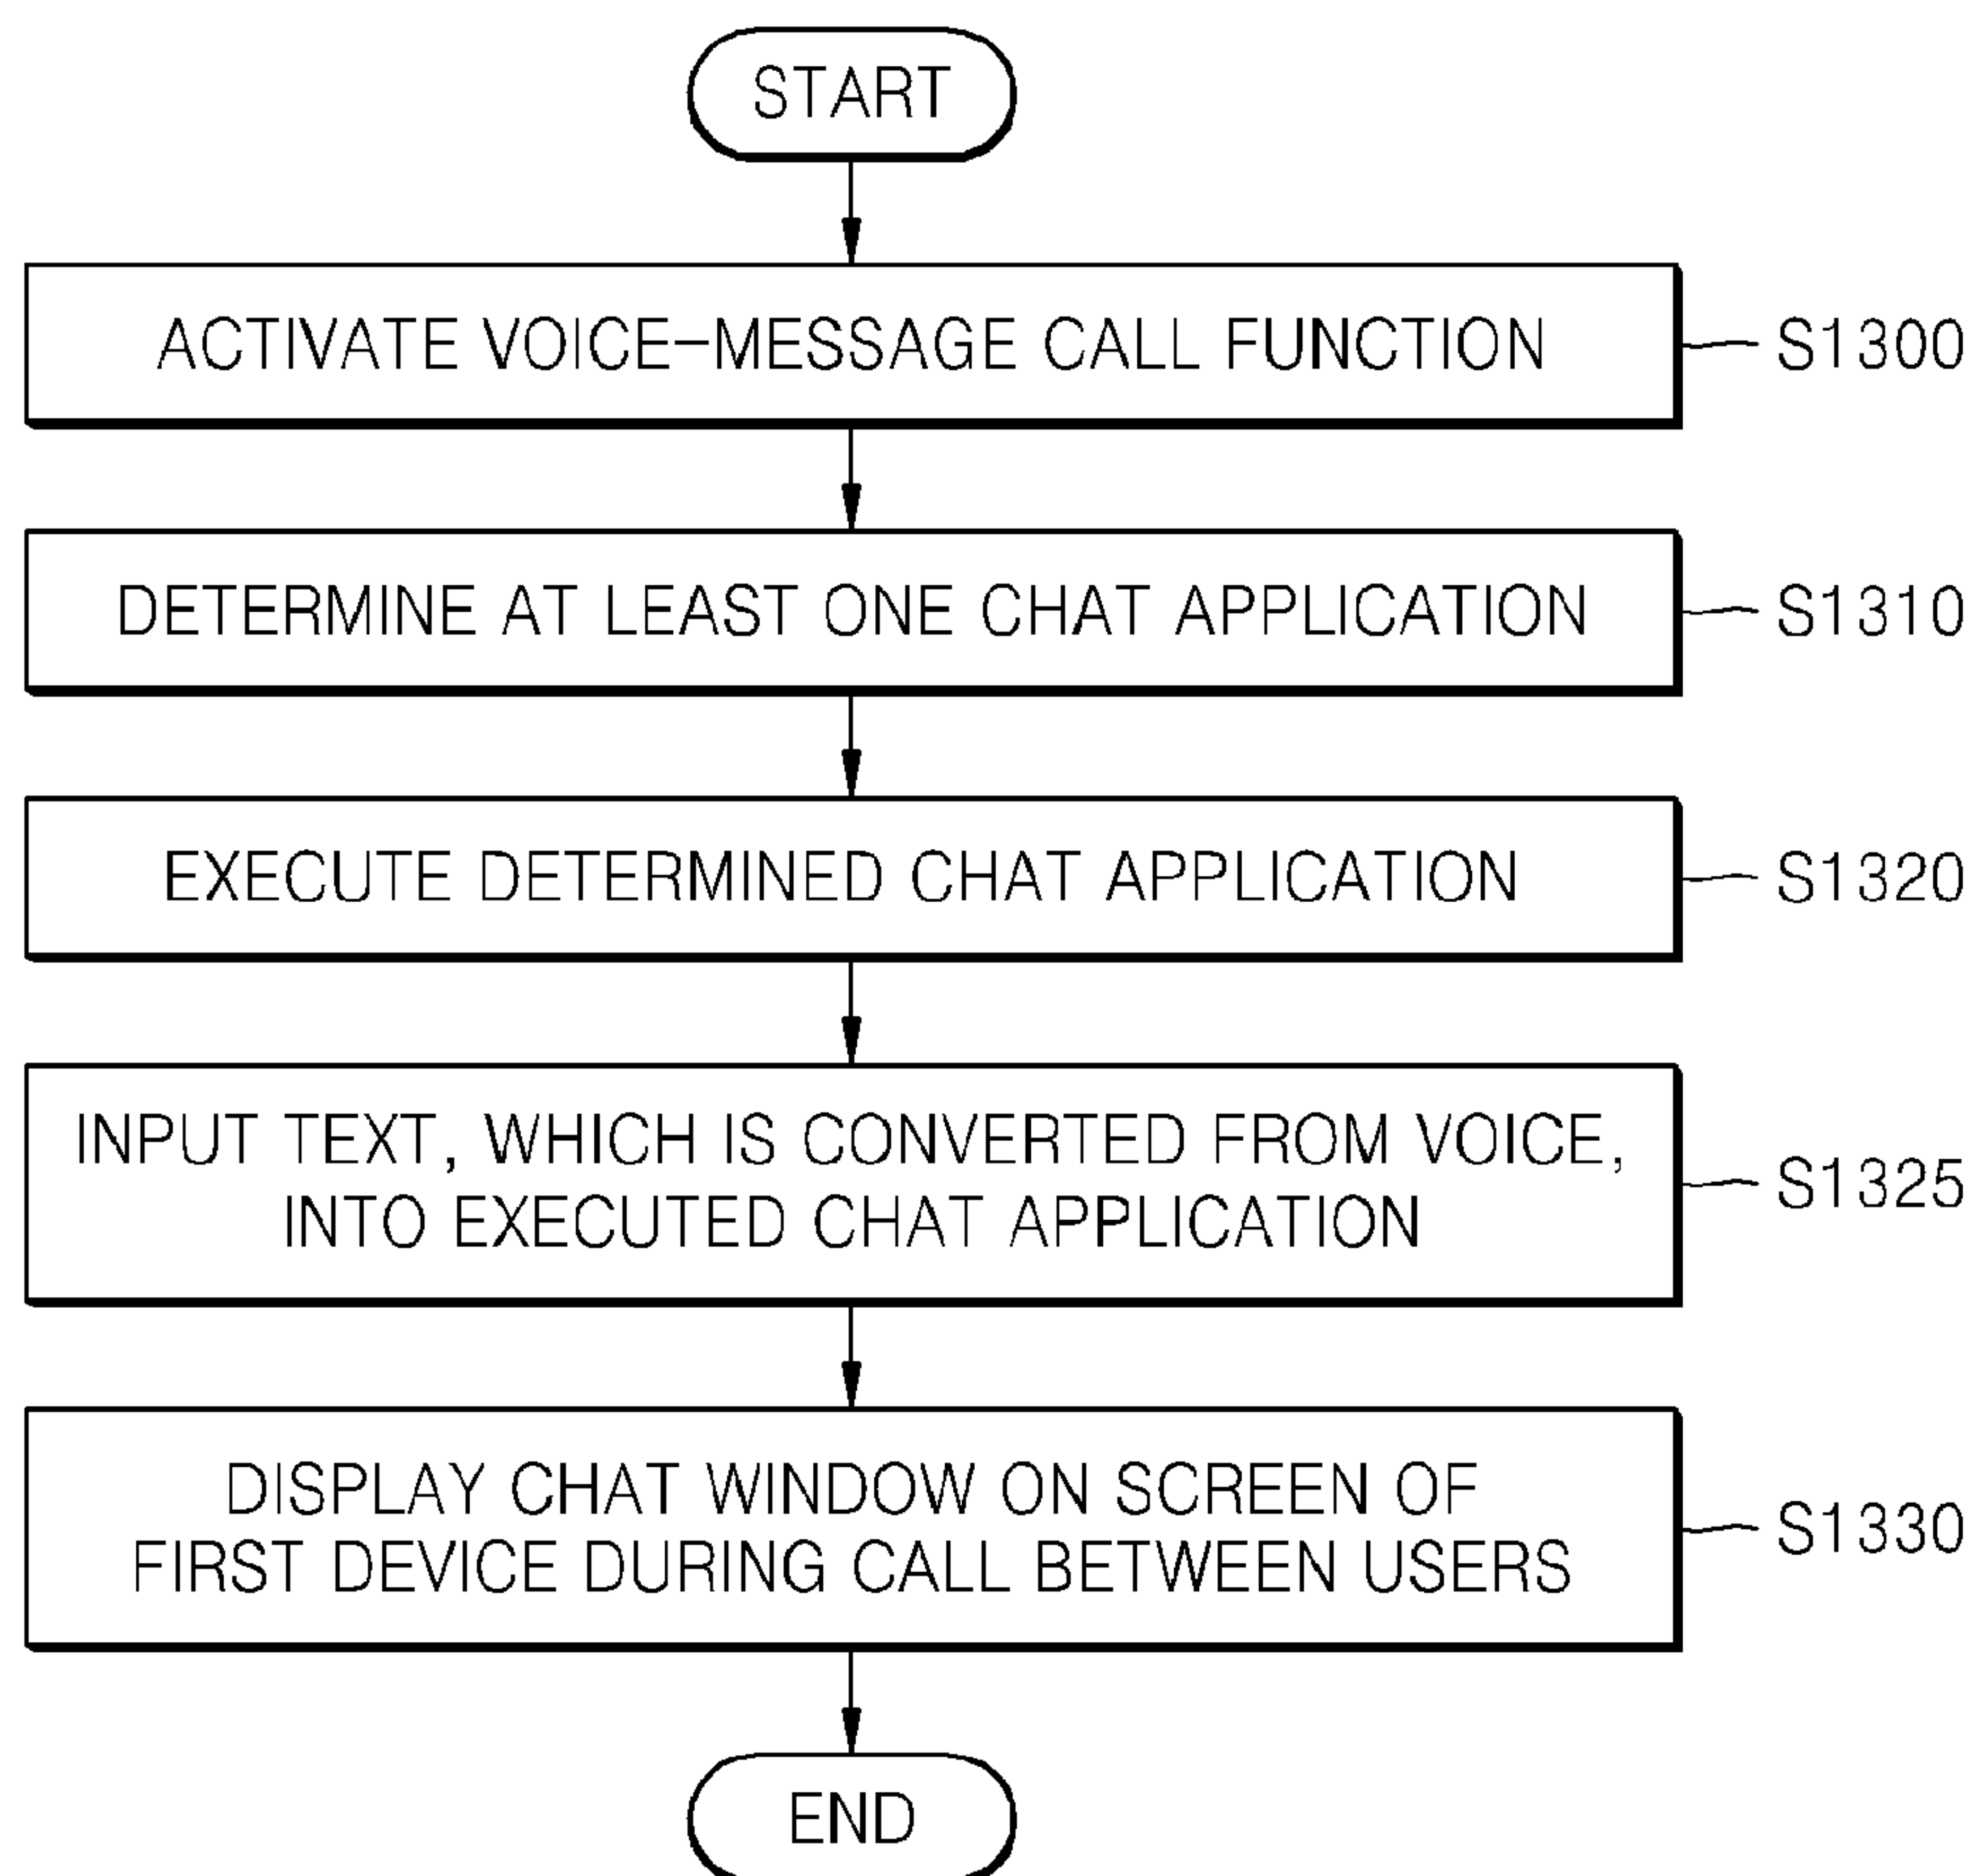 START
ACTIVATE VOICE-MESSAGE CALL FUNCTION
S1300
DETERMINE AT LEAST ONE CHAT APPLICATION
S1310
EXECUTE DETERMINED CHAT APPLICATION
S1320
INPUT TEXT, WHICH IS CONVERTED FROM VOICE,
INTO EXECUTED CHAT APPLICATION
S1325
DISPLAY CHAT WINDOW ON SCREEN OF
FIRST DEVICE DURING CALL BETWEEN USERS
S1330
END